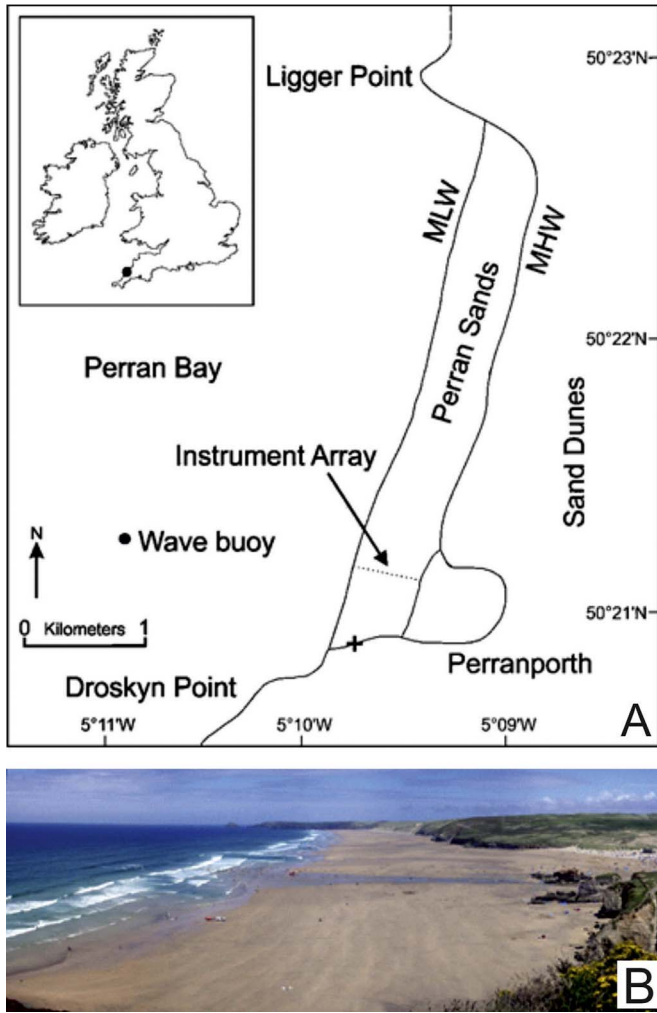 Ligger Point
50°23'N
MLW
MHW
Perran Sands
50°22'N
Perran Bay
Sand Dunes
Instrument Array
N
Wave buoy
0 Kilometers 1
50°21'N
Perranporth
Droskyn Point
A
5°11'W 5°10'W 5°09'W
B